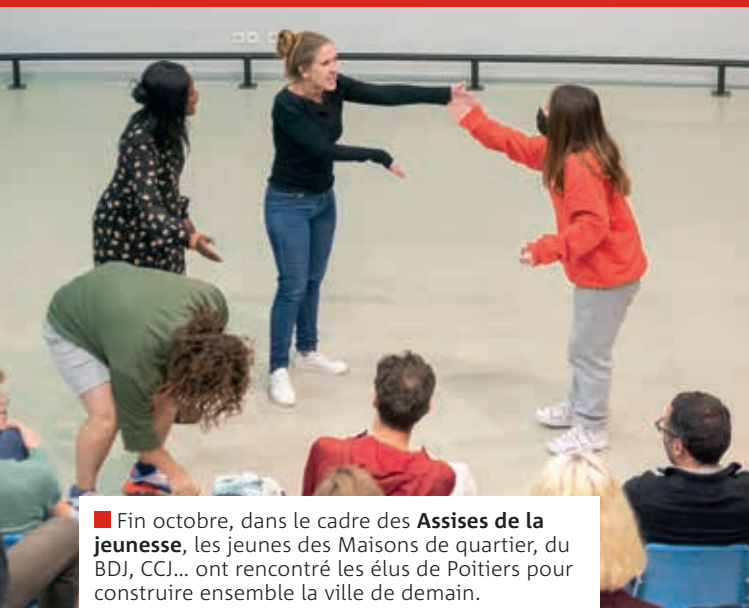 Fin octobre, dans le cadre des Assises de la
jeunesse, les jeunes des Maisons de quartier, du
BDJ, CCJ... ont rencontré les élus de Poitiers pour
construire ensemble la ville de demain.